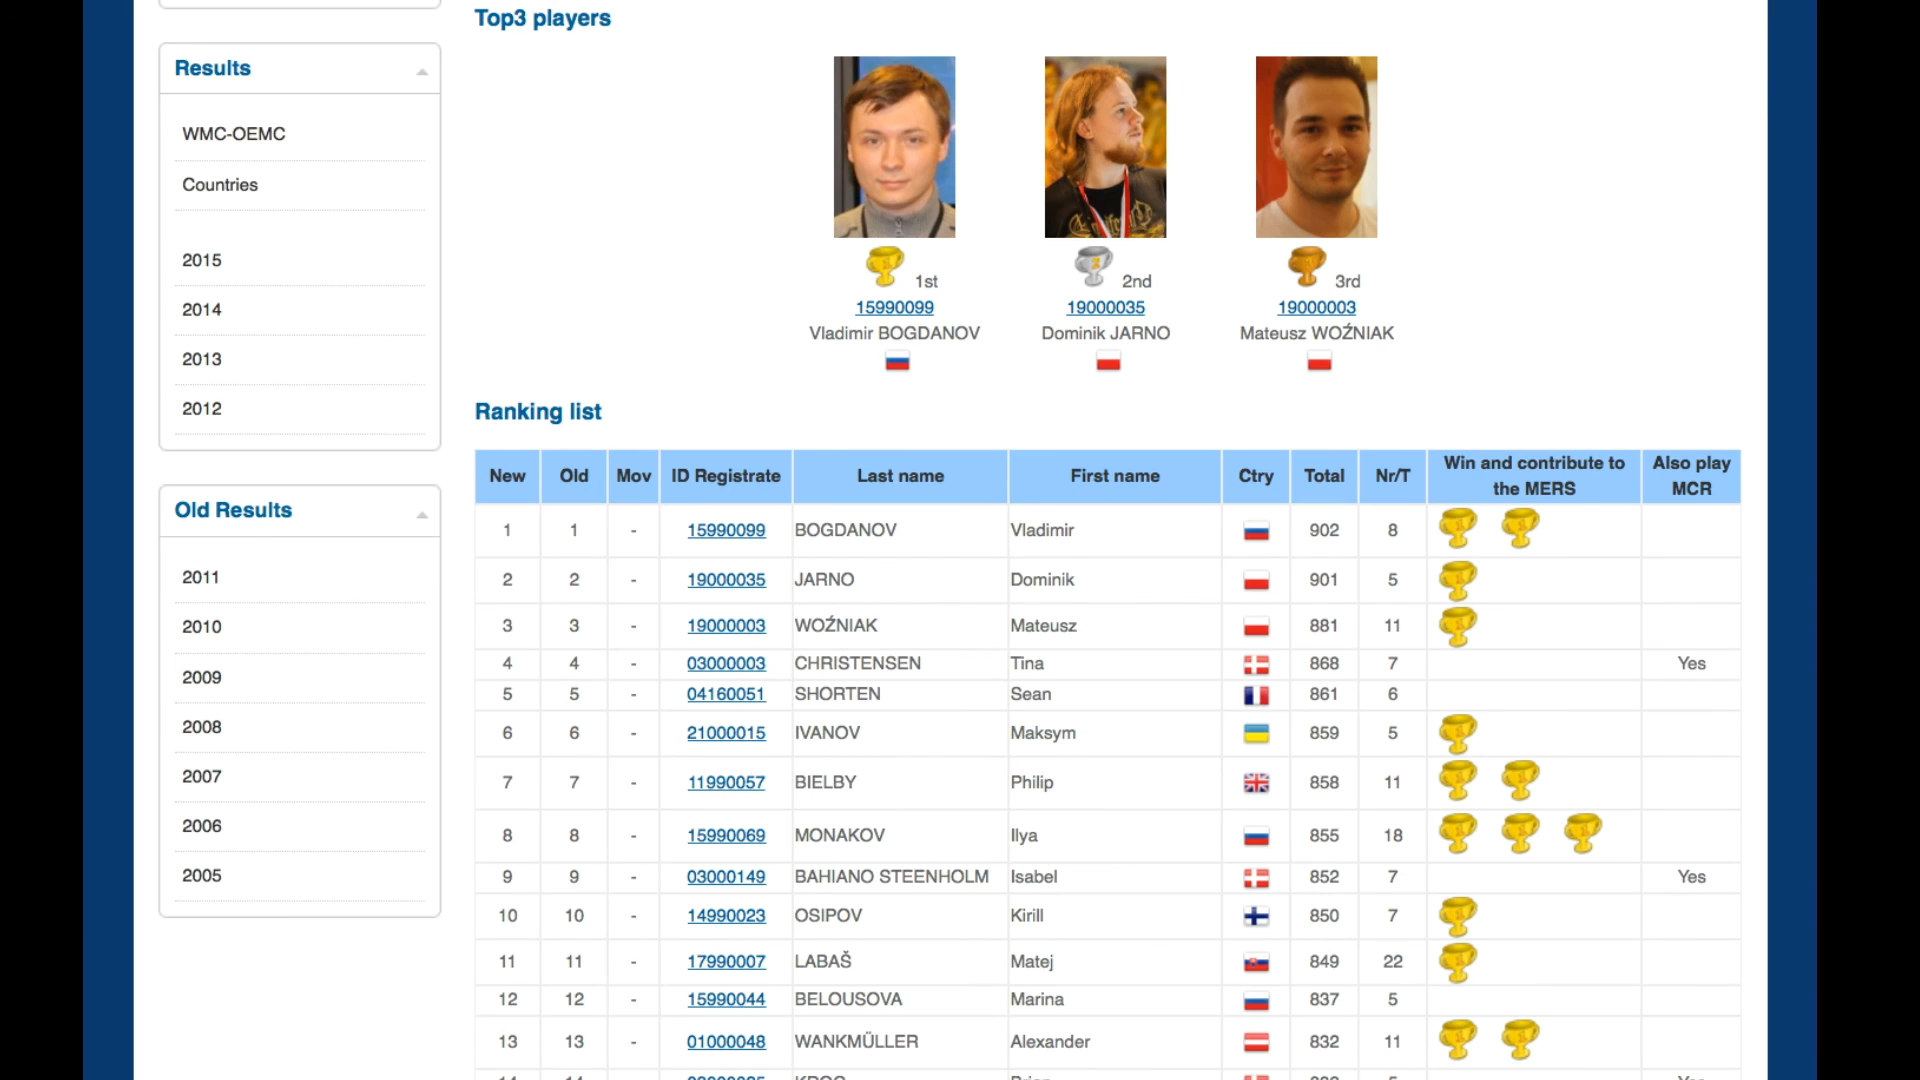 Top3 players
Results
WMC-OEMC
Countries
2015
2014
2013
2012
Old Results
2011
2010
2009
2008
2007
2006
2005
1st 2nd 3rd
15990099 19000035 19000003
Vladimir BOGDANOV Dominik JARNO Mateusz WOŹNIAK
Ranking list
New Old Mov ID Registrate Last name First name Ctry Total Nr/T Win and contribute to the MERS Also play MCR
1 1 - 15990099 BOGDANOV Vladimir 902 8
2 2 - 19000035 JARNO Dominik 901 5
3 3 - 19000003 WOŹNIAK Mateusz 881 11
4 4 - 03000003 CHRISTENSEN Tina 868 7 Yes
5 5 - 04160051 SHORTEN Sean 861 6
6 6 - 21000015 IVANOV Maksym 859 5
7 7 - 11990057 BIELBY Philip 858 11
8 8 - 15990069 MONAKOV Ilya 855 18
9 9 - 03000149 BAHIANO STEENHOLM Isabel 852 7 Yes
10 10 - 14990023 OSIPOV Kirill 850 7
11 11 - 17990007 LABAŠ Matej 849 22
12 12 - 15990044 BELOUSOVA Marina 837 5
13 13 - 01000048 WANKMÜLLER Alexander 832 11